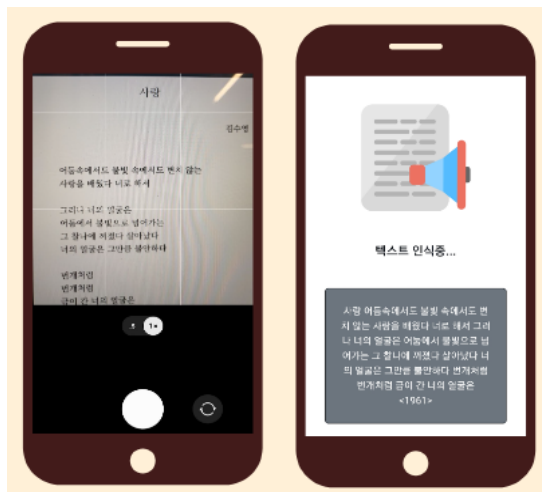 사랑
김수영
어둠속에서도 불빛 속에서도 변치 않는
사랑을 배웠다 너로 해서
그러나 너의 얼굴은
어둠에서 불빛으로 넘어가는
그 찰나에 꺼졌다 살아났다
너의 얼굴은 그만큼 불안하다
번개처럼
번개처럼
금이 간 너의 얼굴은
1x
텍스트 인식중...
사랑 어둠속에서도 불빛 속에서도 변
치 않는 사랑을 배웠다 너로 해서 그러
나 너의 얼굴은 어둠에서 불빛으로 넘
어가는 그 찰나에 꺼졌다 살아났다 너
의 얼굴은 그만큼 불안하다 번개처럼
번개처럼 금이 간 너의 얼굴은
<1961>